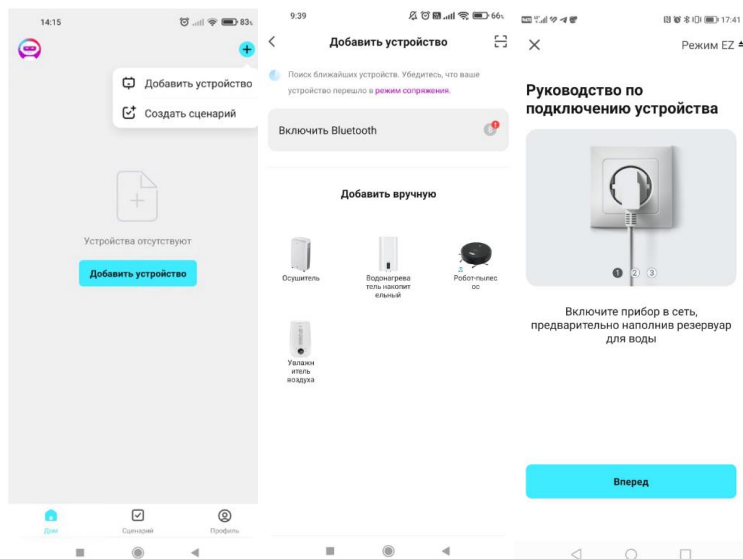 14:15
83%
Добавить устройство
Создать сценарий
Устройства отсутствуют
Добавить устройство
Дом
Сценарий
Профиль
9:39
66%
Добавить устройство
Поиск ближайших устройств. Убедитесь, что ваше
устройство перешло в режим сопряжения.
Включить Bluetooth
Добавить вручную
Осушитель
Водонагрева
тель накопит
ельный
Робот-пылес
ос
Увлажн
итель
воздуха
17:41
Режим EZ
Руководство по
подключению устройства
1 2 3
Включите прибор в сеть,
предварительно наполнив резервуар
для воды
Вперед